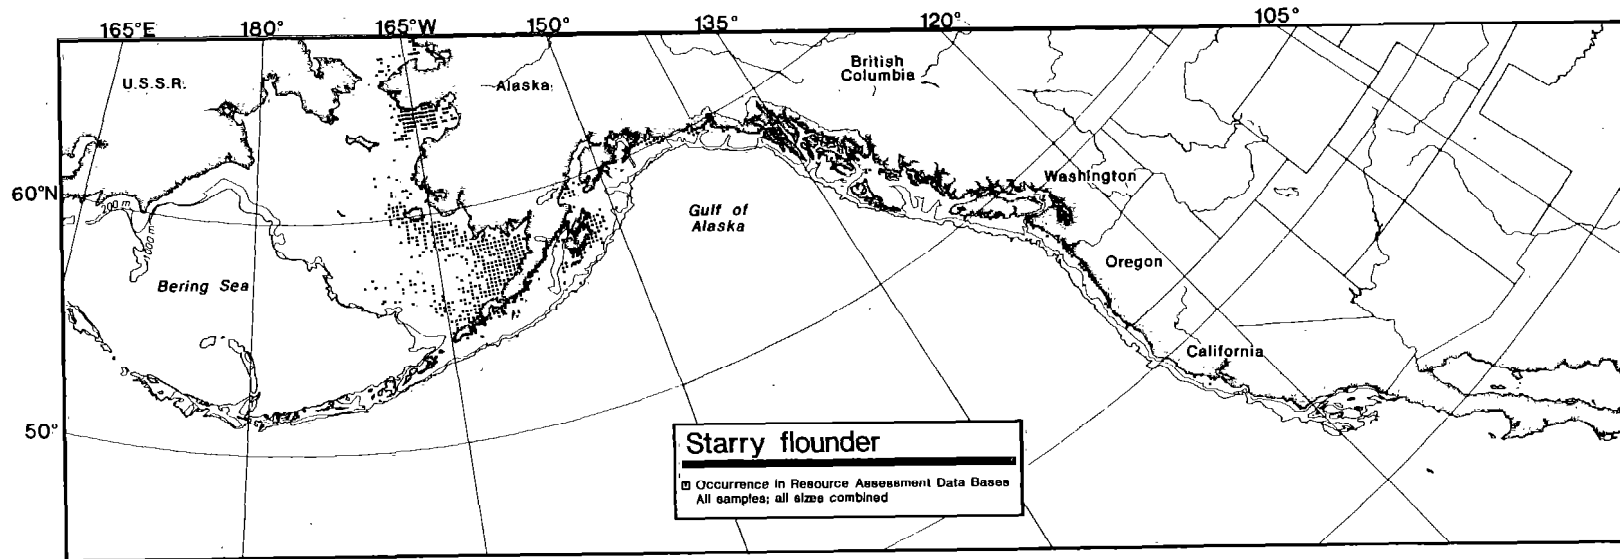 165°E 180° 165°W 150° 135° 120° 105°
U.S.S.R.
Alaska
British
Columbia
60°N
200 m
Washington
Gulf of
Alaska
Oregon
Bering Sea
California
50°
Starry flounder
Occurrence in Resource Assessment Data Bases
All samples; all sizes combined